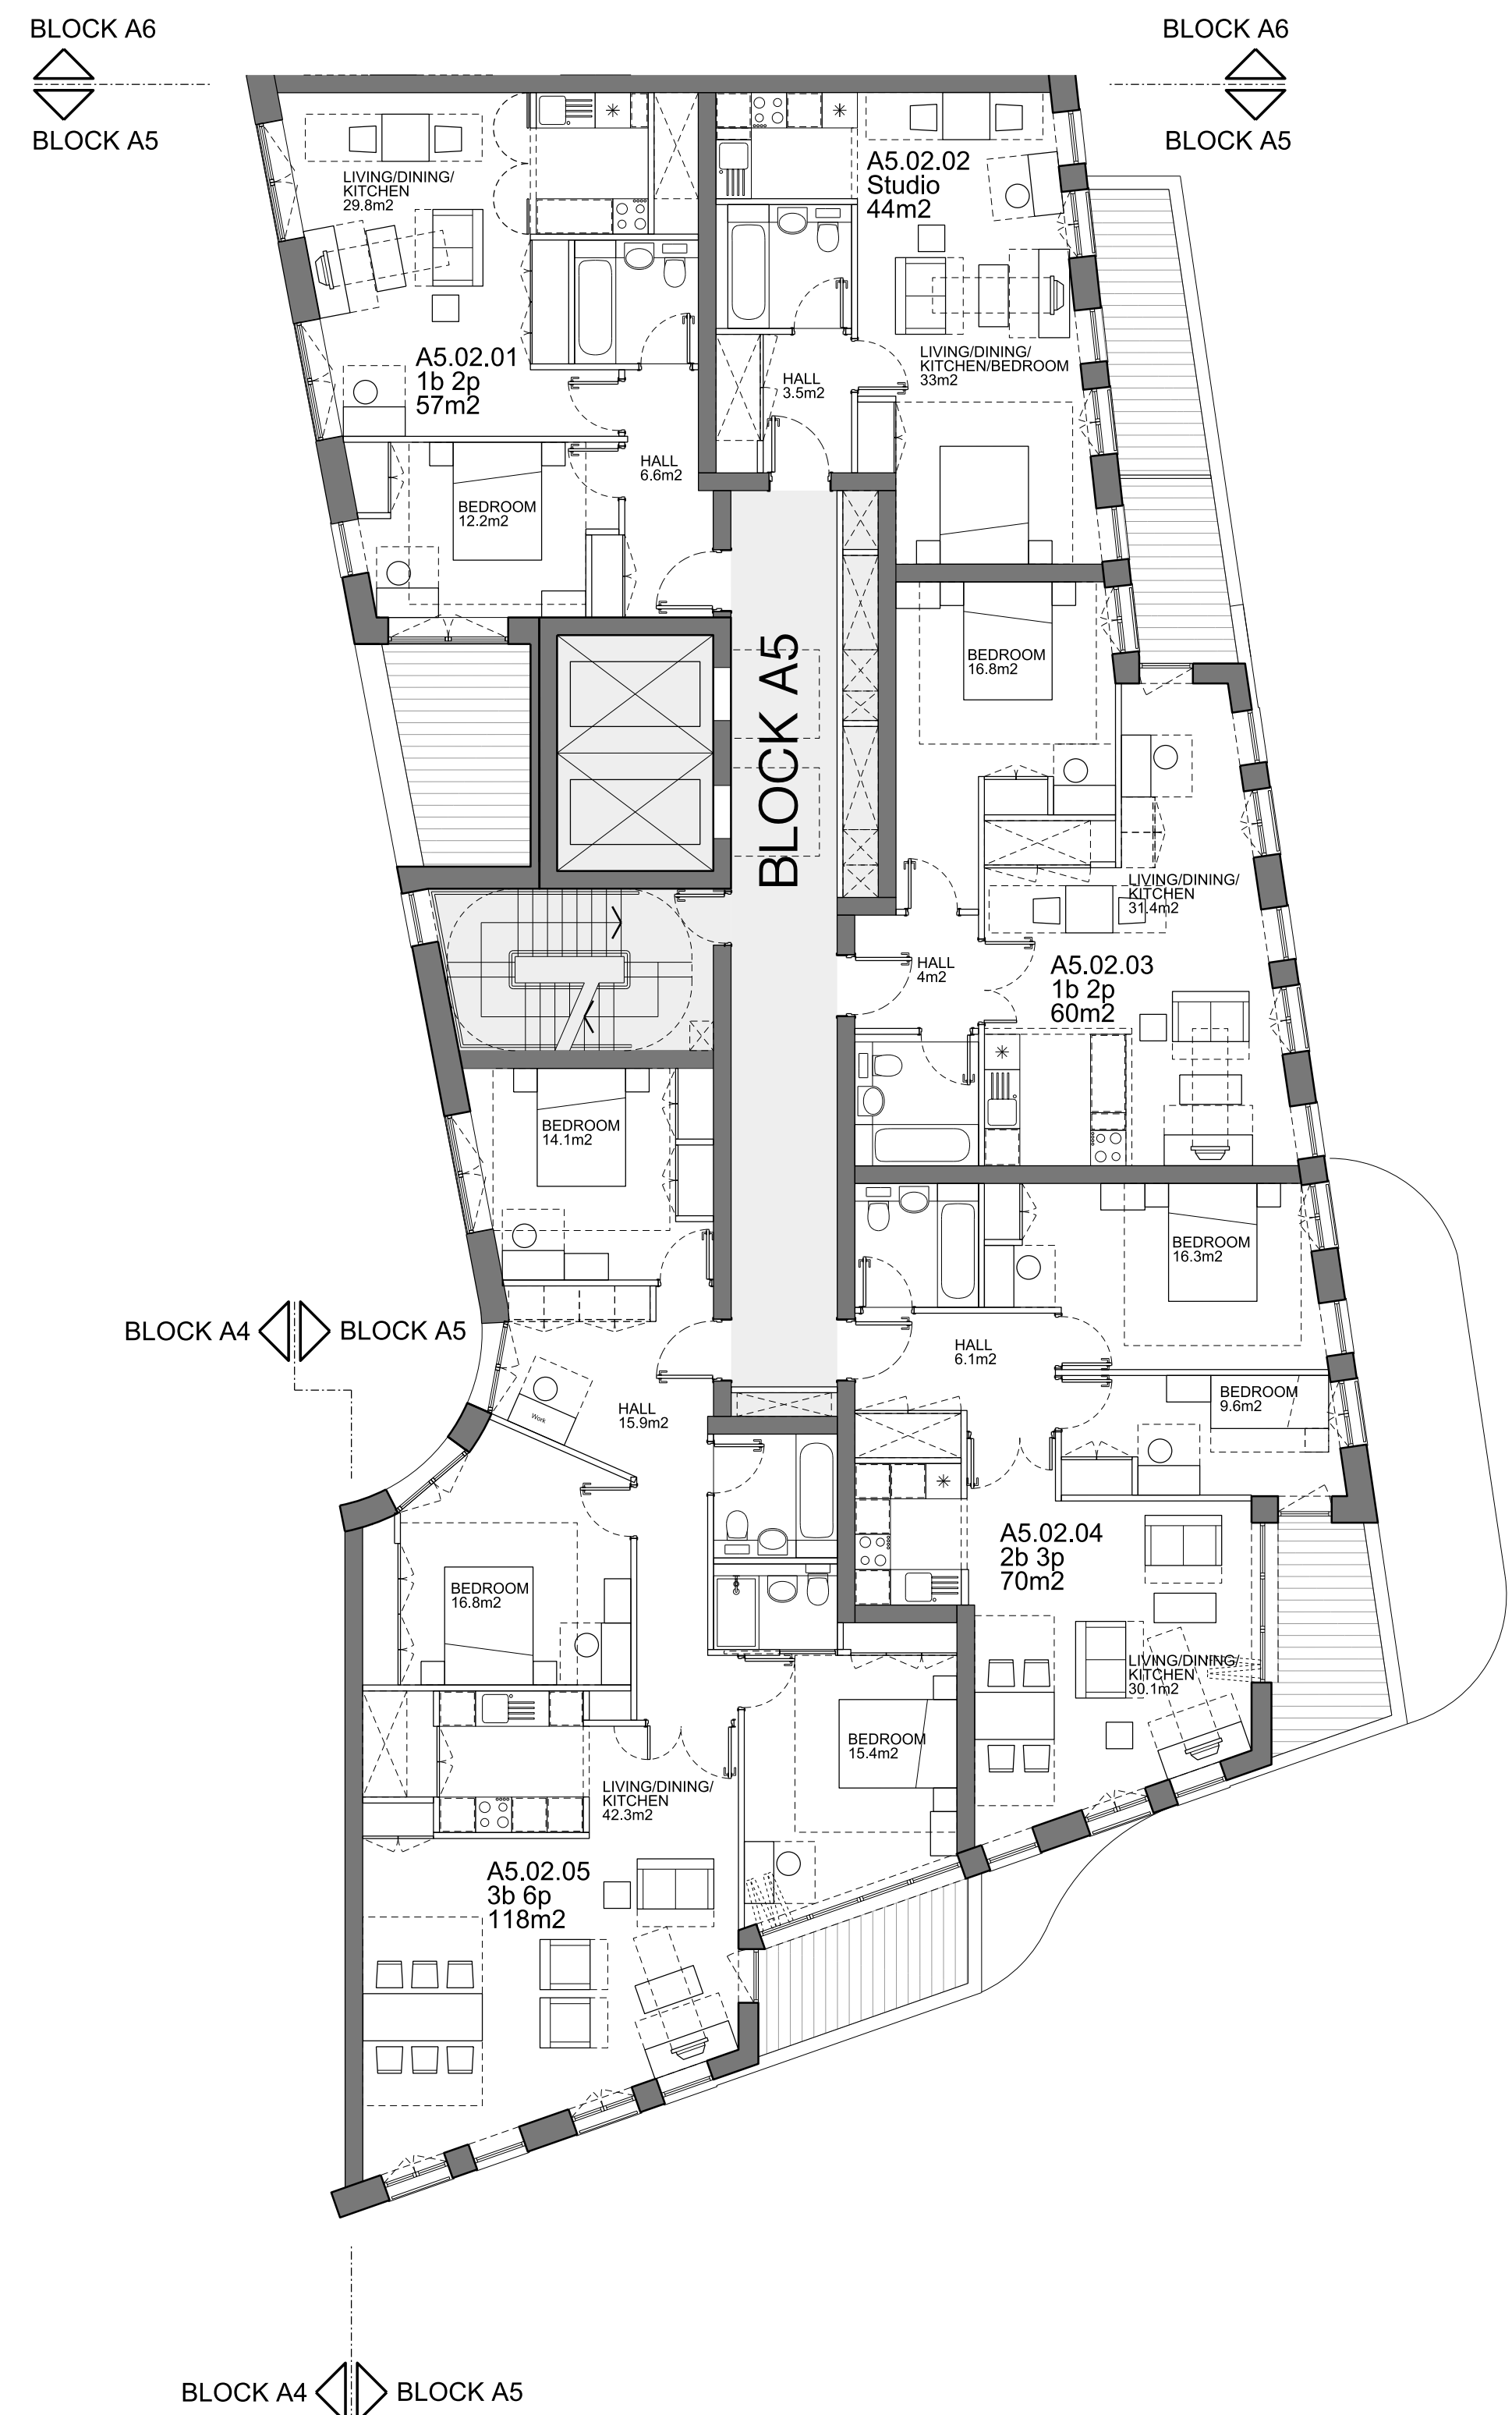 BLOCK A6
BLOCK A5
BLOCK A6
BLOCK A5
LIVING/DINING/
KITCHEN
29.8m2
A5.02.01
1b 2p
57m2
HALL
6.6m2
BEDROOM
12.2m2
A5.02.02
Studio
44m2
LIVING/DINING/
KITCHEN/BEDROOM
33m2
HALL
3.5m2
BLOCK A5
BEDROOM
16.8m2
LIVING/DINING/
KITCHEN
31.4m2
HALL
4m2
A5.02.03
1b 2p
60m2
BEDROOM
14.1m2
BEDROOM
16.3m2
BLOCK A4
BLOCK A5
HALL
6.1m2
BEDROOM
9.6m2
Work
HALL
15.9m2
A5.02.04
2b 3p
70m2
BEDROOM
16.8m2
LIVING/DINING/
KITCHEN
30.1m2
BEDROOM
15.4m2
LIVING/DINING/
KITCHEN
42.3m2
A5.02.05
3b 6p
118m2
BLOCK A4
BLOCK A5